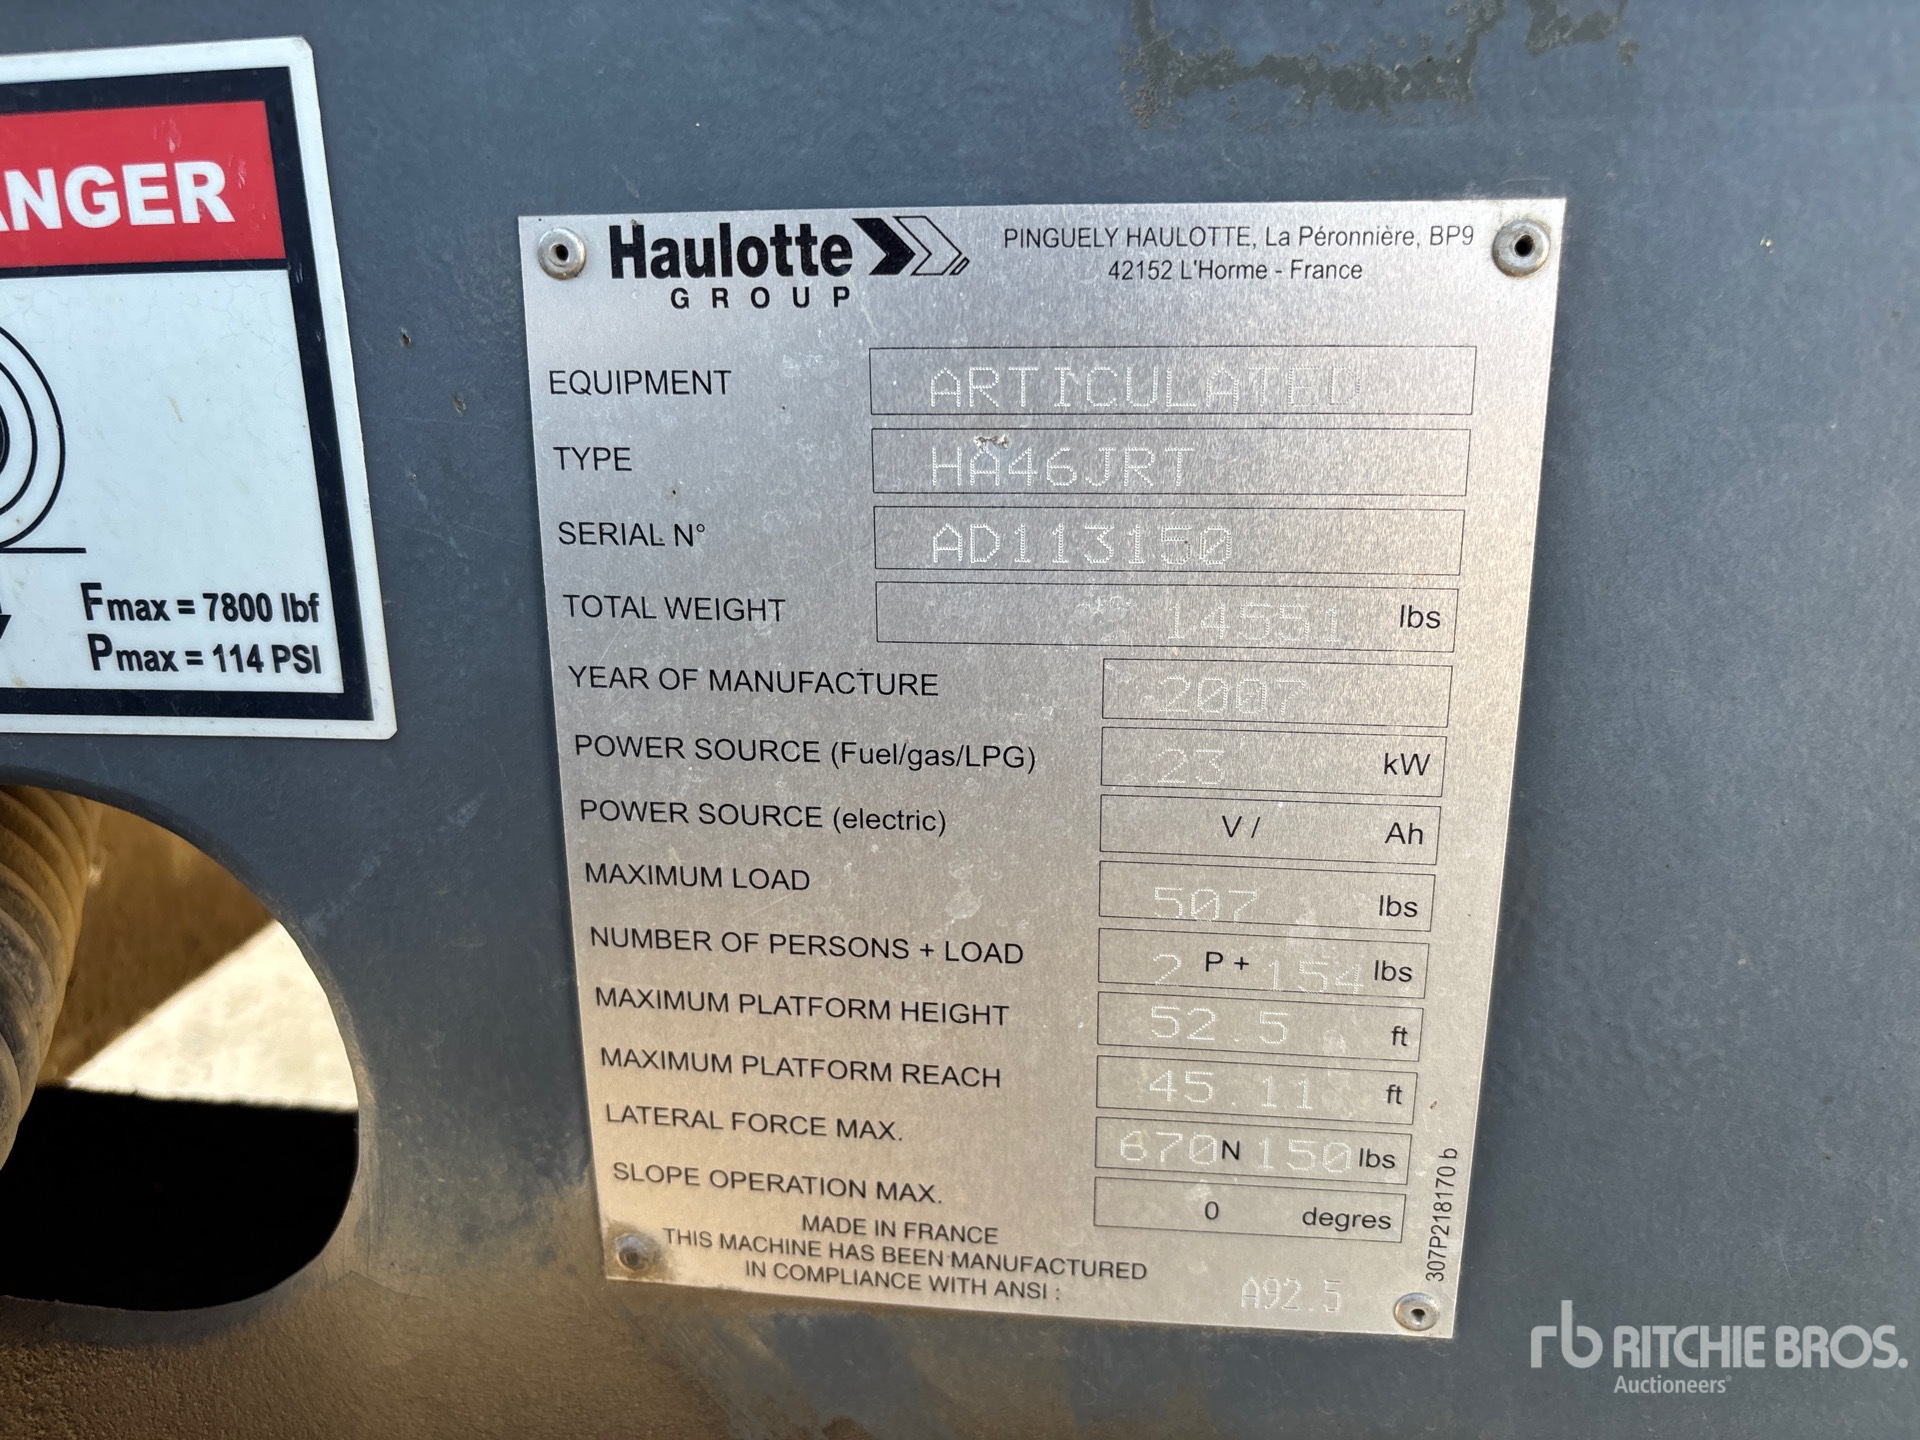 ANGER
Fmax = 7800 lbf
Pmax = 114 PSI
Haulotte
GROUP
PINGUELY HAULOTTE, La Péronnière, BP9
42152 L'Horme - France
EQUIPMENT ARTICULATED
TYPE HA46JRT
SERIAL N° AD113150
TOTAL WEIGHT 14551 lbs
YEAR OF MANUFACTURE 2007
POWER SOURCE (Fuel/gas/LPG) 23 kW
POWER SOURCE (electric) V / Ah
MAXIMUM LOAD 507 lbs
NUMBER OF PERSONS + LOAD 2 P + 154 lbs
MAXIMUM PLATFORM HEIGHT 52.5 ft
MAXIMUM PLATFORM REACH 45.11 ft
LATERAL FORCE MAX. 670 N 150 lbs
SLOPE OPERATION MAX. 0 degres
MADE IN FRANCE
THIS MACHINE HAS BEEN MANUFACTURED
IN COMPLIANCE WITH ANSI : A92.5
307P218170 b
rb RITCHIE BROS.
Auctioneers